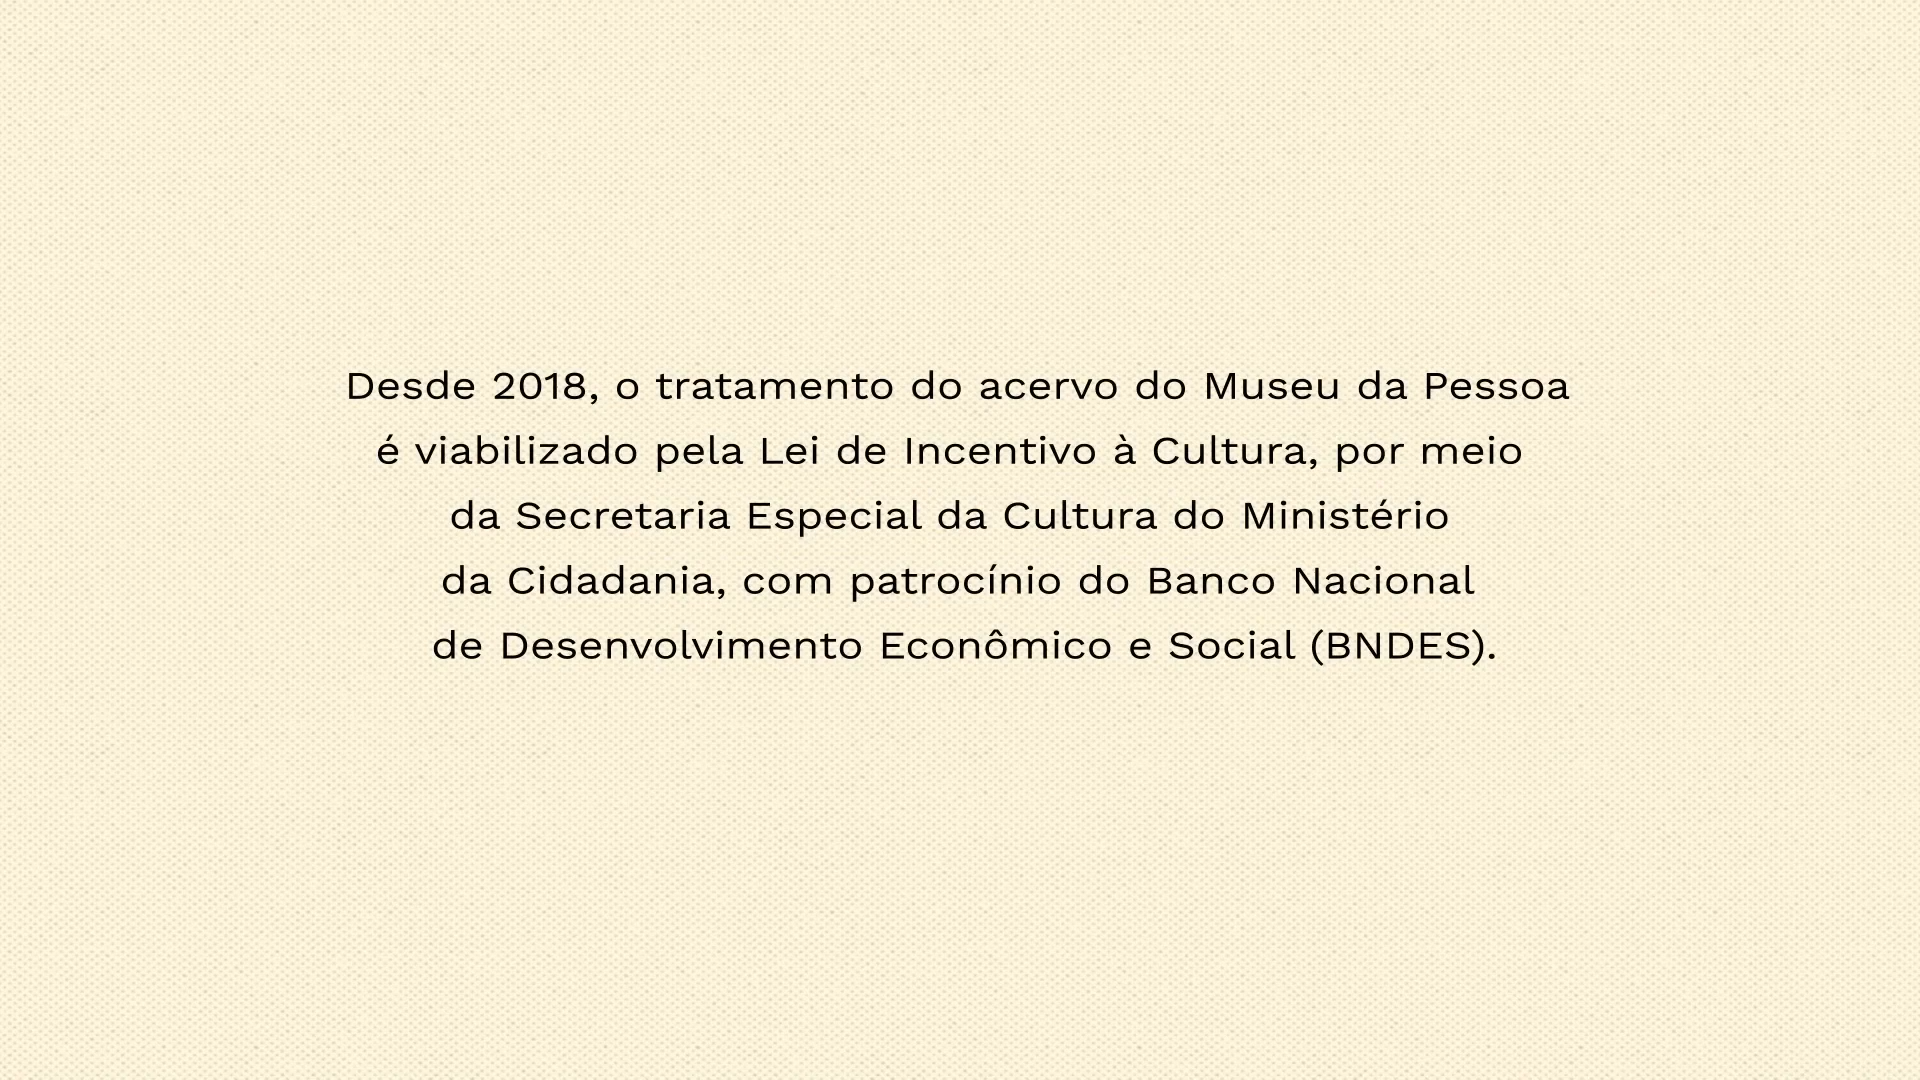 Desde 2018, o tratamento do acervo do Museu da Pessoa
é viabilizado pela Lei de Incentivo à Cultura, por meio
da Secretaria Especial da Cultura do Ministério
da Cidadania, com patrocínio do Banco Nacional
de Desenvolvimento Econômico e Social (BNDES).